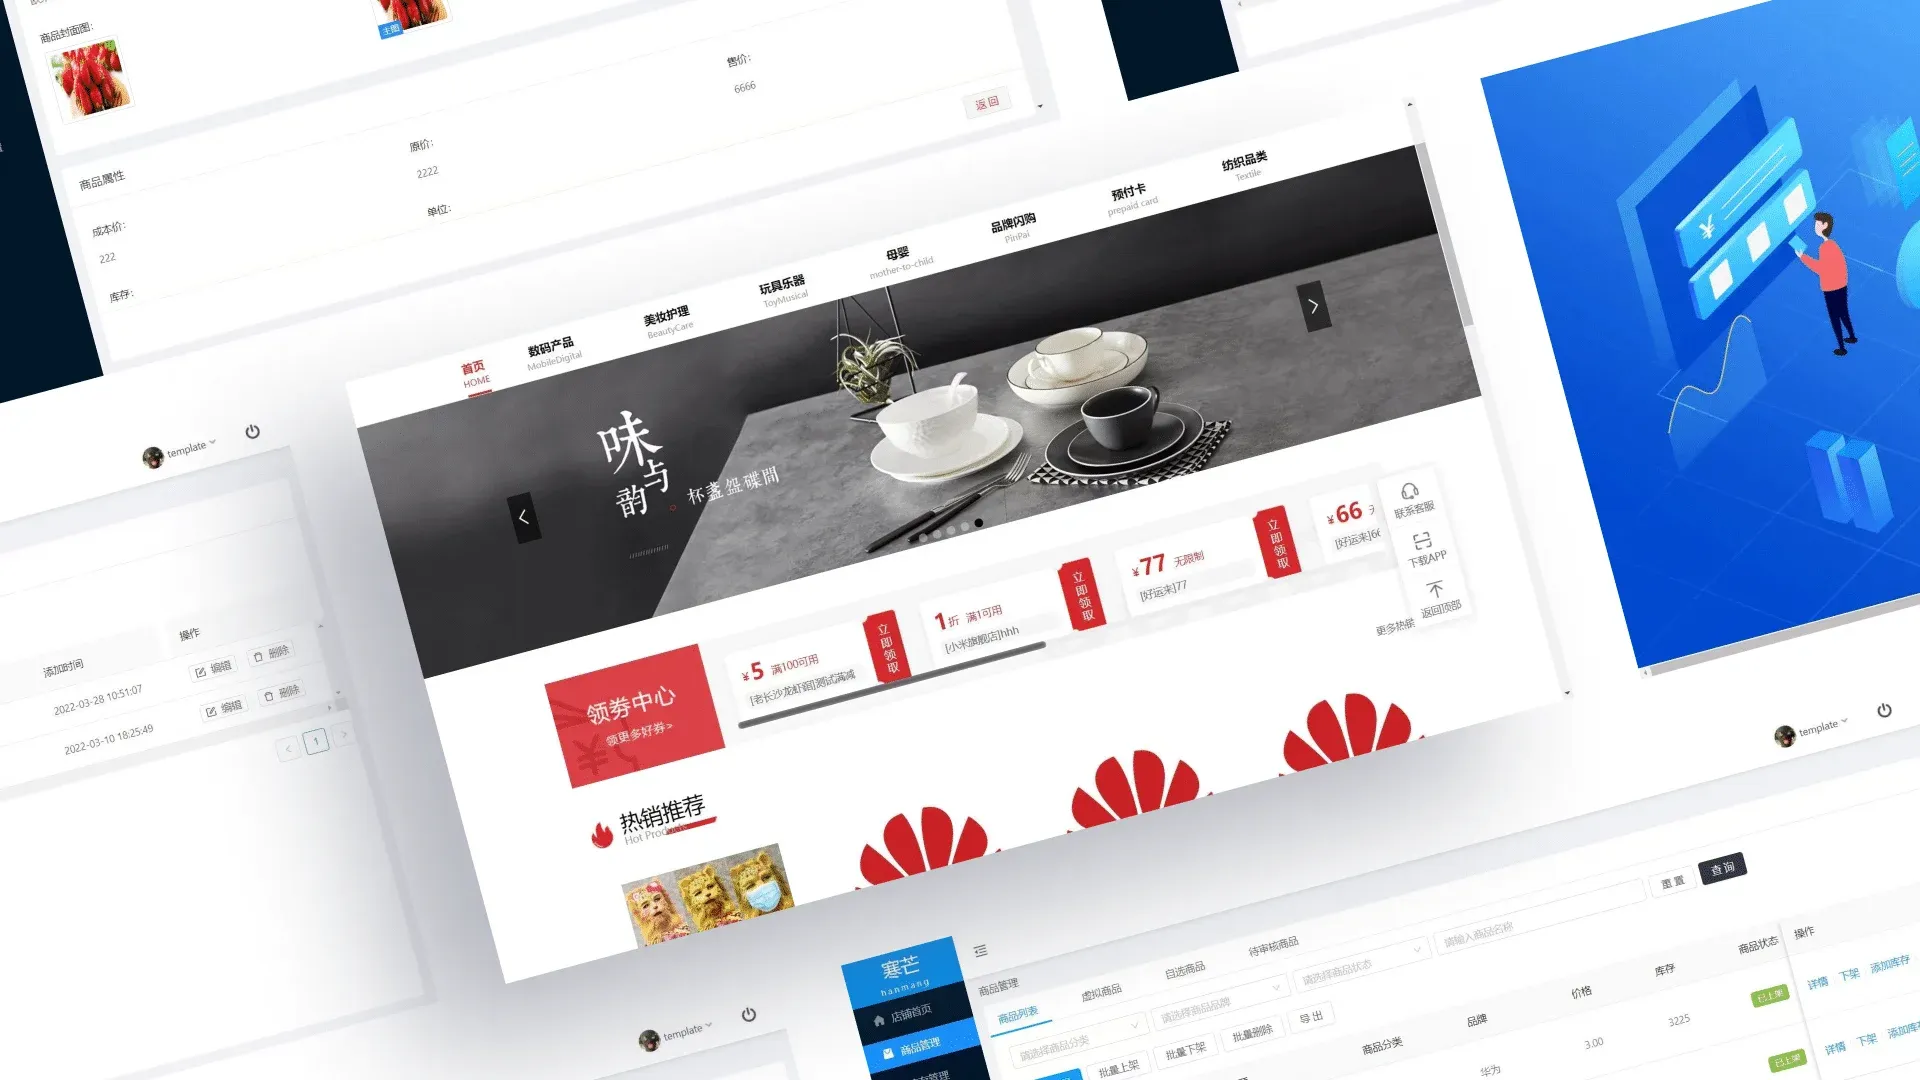 商品封面图:
主图
售价:
6666
返 回
原价:
2222
商品属性
成本价:
222
单位:
库存:
首页
HOME
数码产品
MobileDigital
美妆护理
BeautyCare
玩具乐器
ToyMusical
母婴
mother-to-child
品牌闪购
PinPai
预付卡
prepaid card
纺织品类
Textile
味与韵
杯盏盘碟間
联系客服
下载APP
返回顶部
领劵中心
领更多好券>
¥5 满100可用
[老长沙龙虾馆]测试满减
立即领取
1折 满1可用
[小米旗舰店]hhh
立即领取
¥77 无限制
[好运来]77
立即领取
¥66
[好运来]66
更多热销
热销推荐
Hot Products
template
添加时间
操作
2022-03-28 10:51:07
编辑
删除
2022-03-10 18:25:49
编辑
删除
1
template
template
寒芒
hanmang
店铺首页
商品管理
商品管理
商品列表
虚拟商品
自选商品
待审核商品
请选择商品分类
请选择商品品牌
请选择商品状态
请输入商品名称
重 置
查 询
批量上架
批量下架
批量删除
导 出
商品分类
品牌
价格
库存
商品状态
操作
华为
3.00
3225
已上架
详情
下架
添加库存
已上架
详情
下架
添加库存